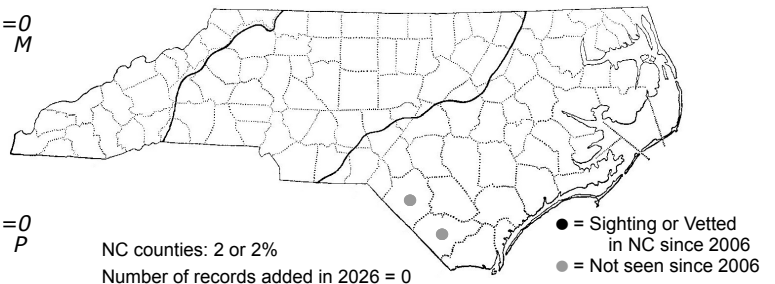 =0
M
=0
P
NC counties: 2 or 2%
Number of records added in 2026 = 0
● = Sighting or Vetted
in NC since 2006
● = Not seen since 2006